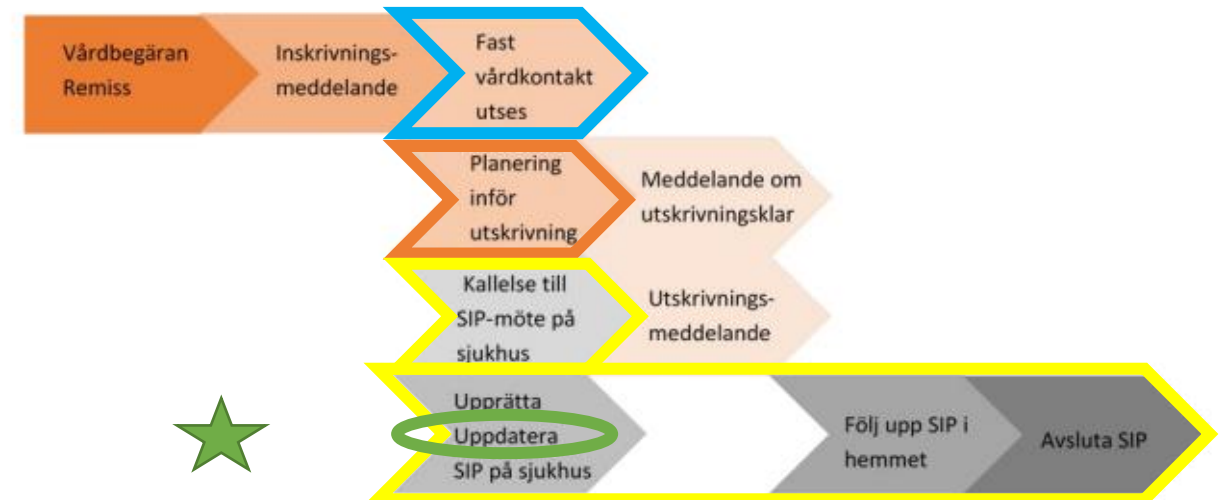 Vårdbegäran
Remiss
Inskrivnings-
meddelande
Fast
vårdkontakt
utses
Planering
inför
utskrivning
Meddelande om
utskrivningsklar
Kallelse till
SIP-möte på
sjukhus
Utskrivnings-
meddelande
Upprätta
Uppdatera
SIP på sjukhus
Följ upp SIP i
hemmet
Avsluta SIP